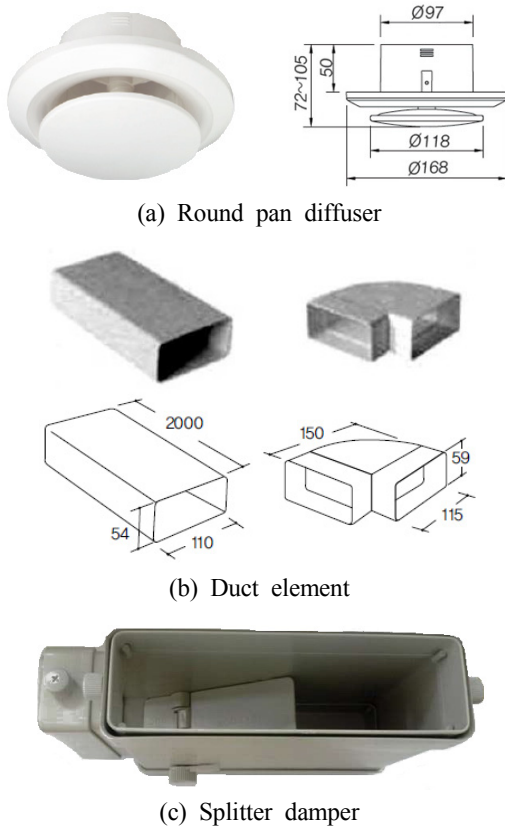 Ø97
72~105
50
Ø118
Ø168
(a) Round pan diffuser
2000
54
110
150
59
115
(b) Duct element
(c) Splitter damper